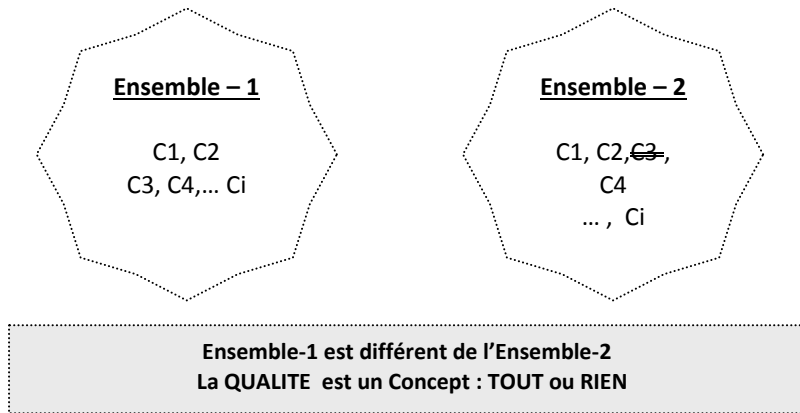 Ensemble – 1
C1, C2
C3, C4,... Ci
Ensemble – 2
C1, C2,C3 ,
C4
... , Ci
Ensemble-1 est différent de l’Ensemble-2
La QUALITE est un Concept : TOUT ou RIEN